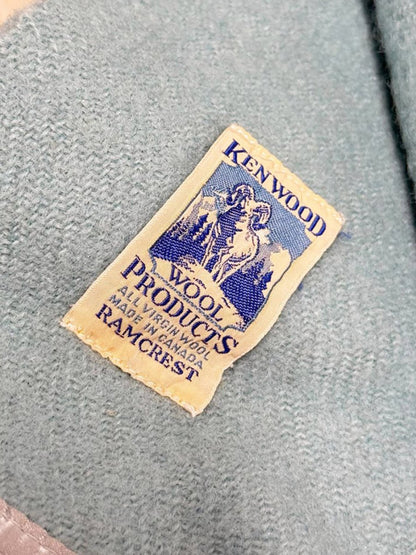 KENWOOD
WOOL
PRODUCTS
ALL VIRGIN WOOL
MADE IN CANADA
RAMCREST